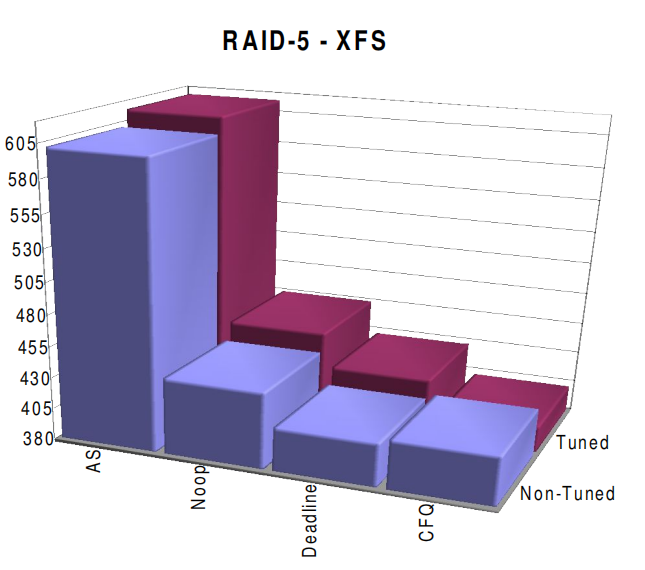 RAID-5 - XFS
605
580
555
530
505
480
455
430
405
380
AS
Noop
Deadline
CFQ
Tuned
Non-Tuned